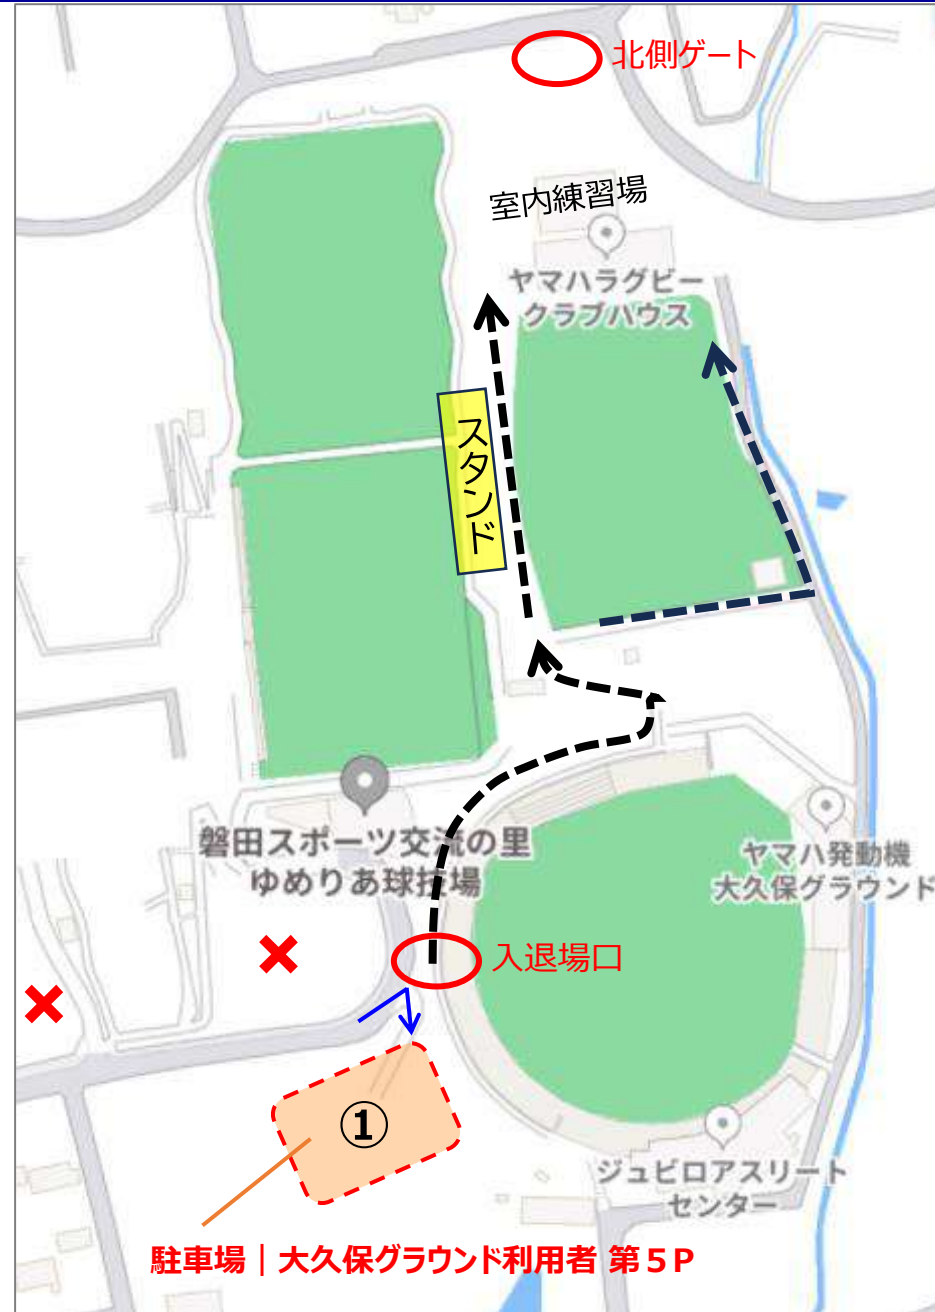 北側ゲート
室内練習場
ヤマハラグビー
クラブハウス
スタンド
磐田スポーツ交流の里
ゆめりあ球技場
ヤマハ発動機
大久保グラウンド
入退場口
①
ジュビロアスリート
センター
駐車場｜大久保グラウンド利用者 第５P